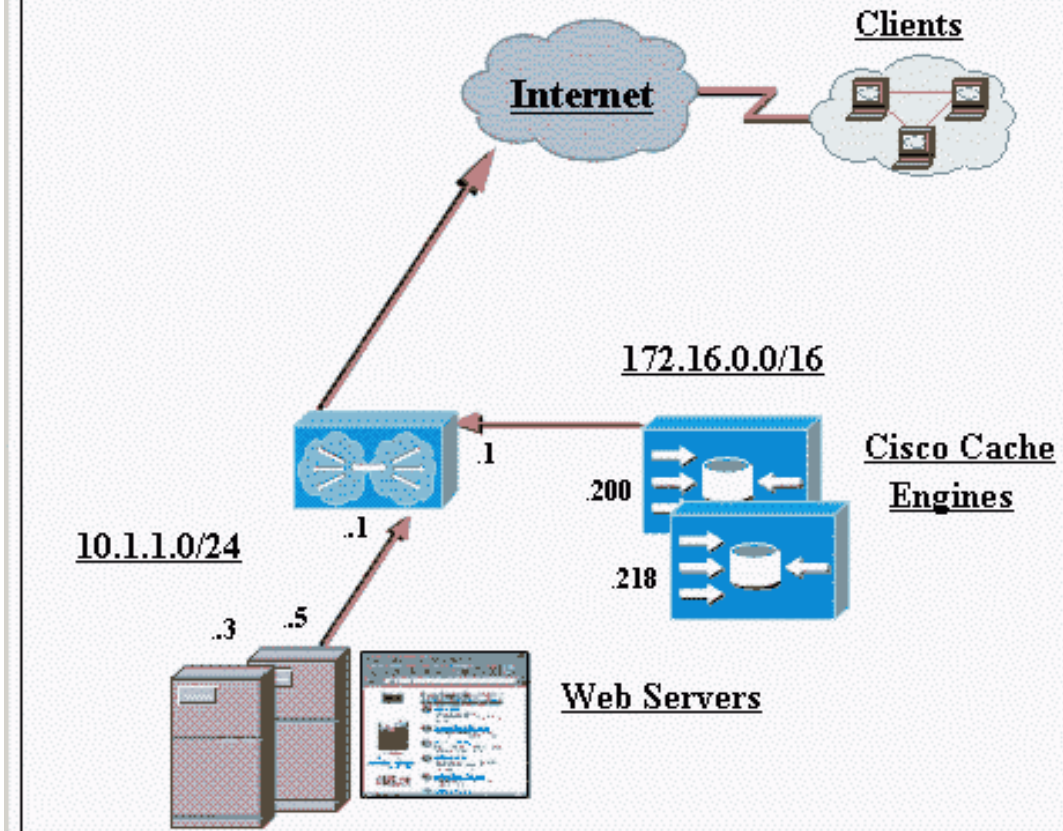 Clients
Internet
172.16.0.0/16
.1
Cisco Cache
Engines
.200
..1
10.1.1.0/24
.218
..3
..5
Web Servers